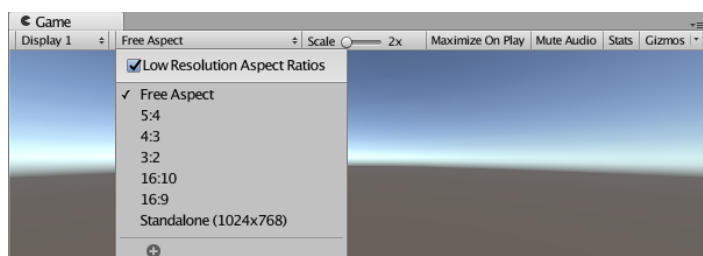 Game
Display 1 Free Aspect Scale 2x Maximize On Play Mute Audio Stats Gizmos
Low Resolution Aspect Ratios
✓ Free Aspect
5:4
4:3
3:2
16:10
16:9
Standalone (1024x768)